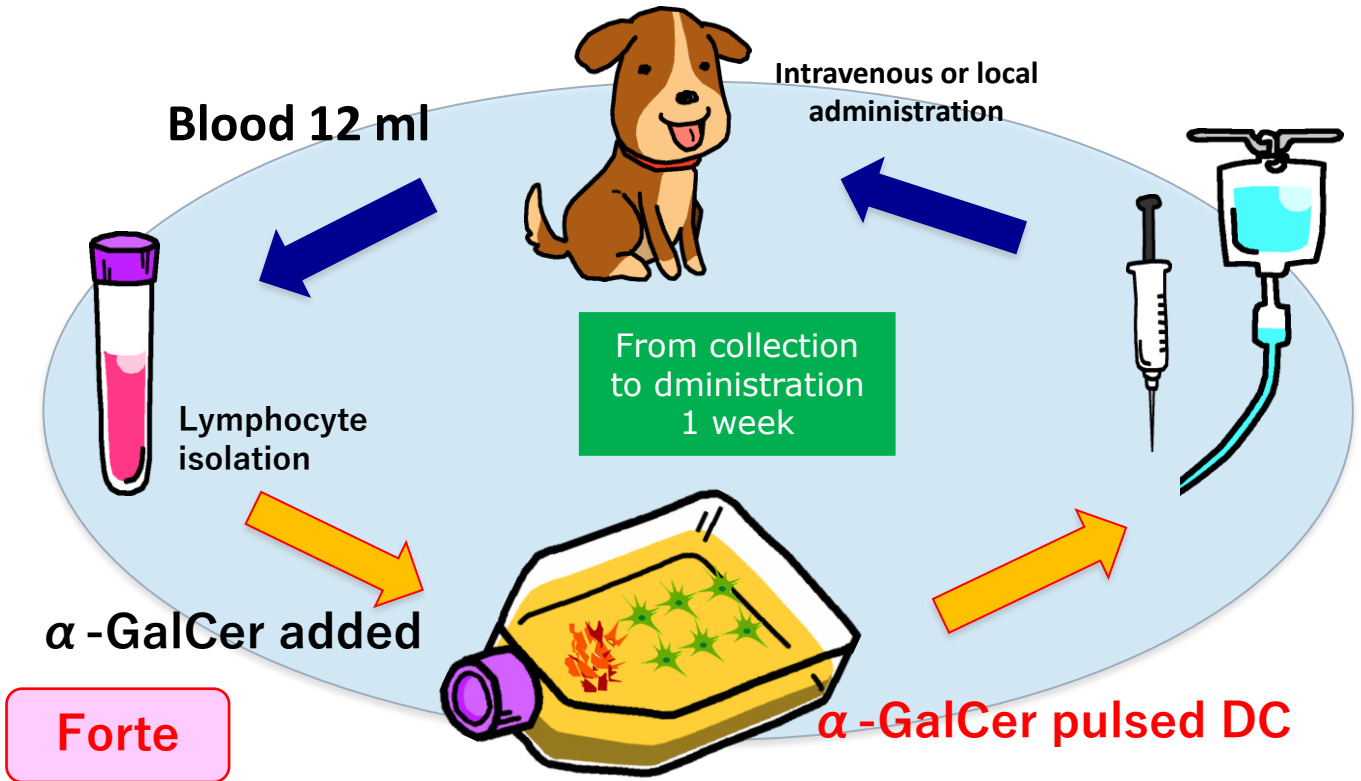 Blood 12 ml
Intravenous or local
administration
From collection
to dministration
1 week
Lymphocyte
isolation
α-GalCer added
Forte
α-GalCer pulsed DC